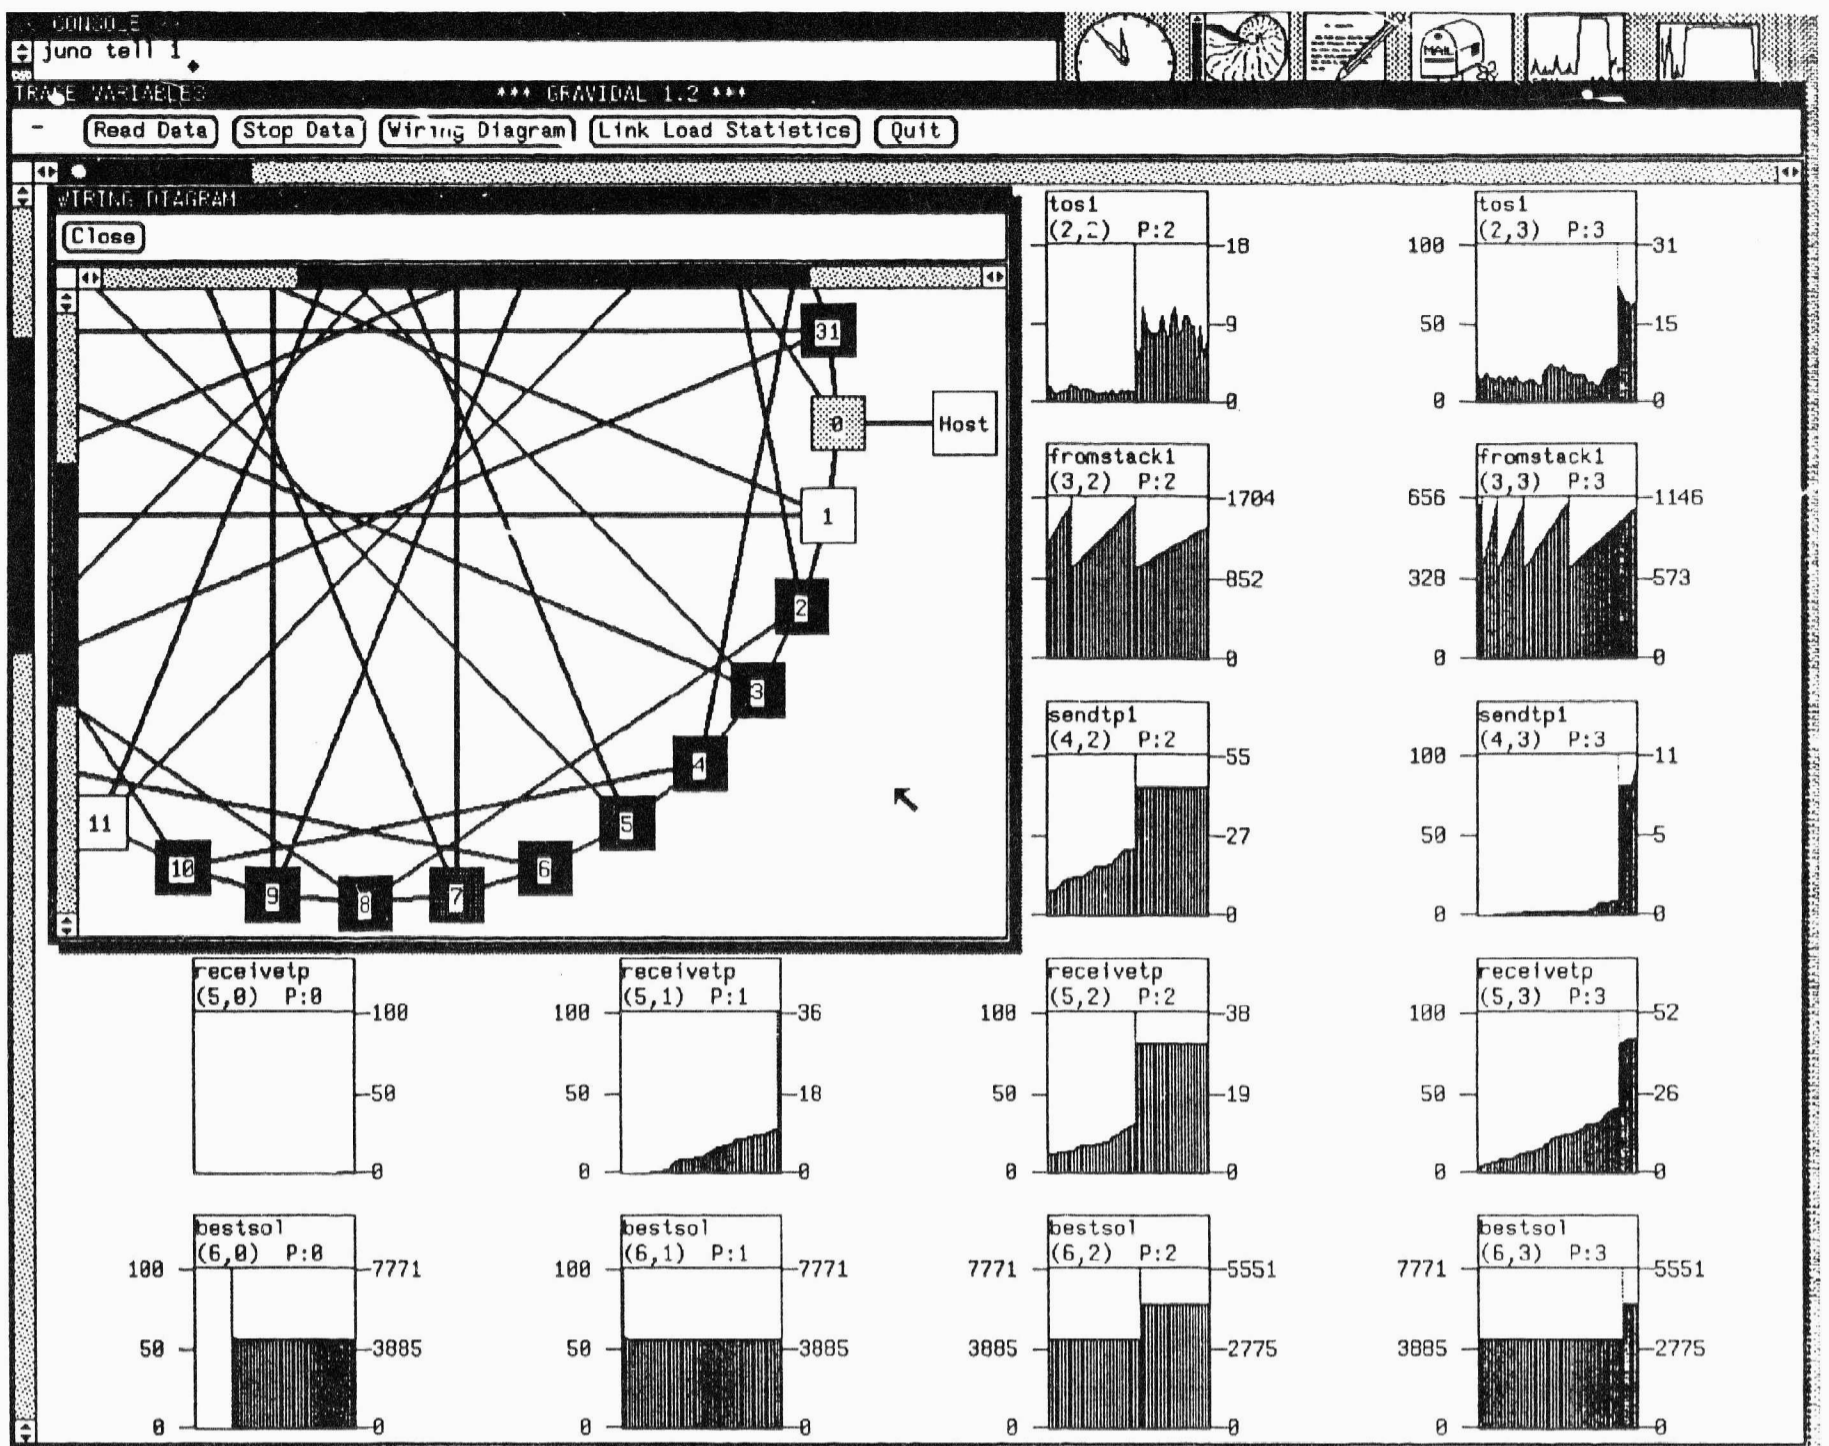 CONSOLE
juno tell 1
MAIL
TRACE VARIABLES *** GRAVIDAL 1.2 ***
Read Data Stop Data Wiring Diagram Link Load Statistics Quit
WIRING DIAGRAM
Close
31
0 Host
1
2
3
4
5
6
7
8
9
10
11
tos1
(2,2) P:2
18
9
0
tos1
(2,3) P:3
100 31
50 15
0 0
fromstack1
(3,2) P:2
1704
852
0
fromstack1
(3,3) P:3
656 1146
328 573
0 0
sendtp1
(4,2) P:2
55
27
0
sendtp1
(4,3) P:3
100 11
50 5
0 0
receivetp
(5,0) P:0
100
50
0
receivetp
(5,1) P:1
100 36
50 18
0 0
receivetp
(5,2) P:2
100 38
50 19
0 0
receivetp
(5,3) P:3
100 52
50 26
0 0
bestsol
(6,0) P:0
100 7771
50 3885
0 0
bestsol
(6,1) P:1
100 7771
50 3885
0 0
bestsol
(6,2) P:2
7771 5551
3885 2775
0 0
bestsol
(6,3) P:3
7771 5551
3885 2775
0 0